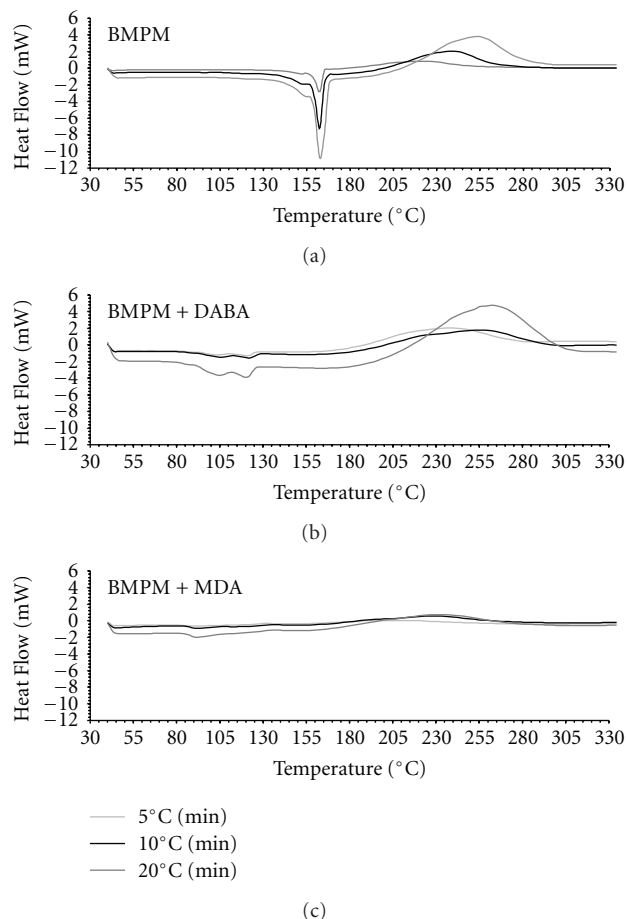 BMPM
Heat Flow (mW)
6
4
2
0
−2
−4
−6
−8
−10
−12
30 55 80 105 130 155 180 205 230 255 280 305 330
Temperature (°C)
(a)
BMPM + DABA
Heat Flow (mW)
6
4
2
0
−2
−4
−6
−8
−10
−12
30 55 80 105 130 155 180 205 230 255 280 305 330
Temperature (°C)
(b)
BMPM + MDA
Heat Flow (mW)
6
4
2
0
−2
−4
−6
−8
−10
−12
30 55 80 105 130 155 180 205 230 255 280 305 330
Temperature (°C)
5°C (min)
10°C (min)
20°C (min)
(c)